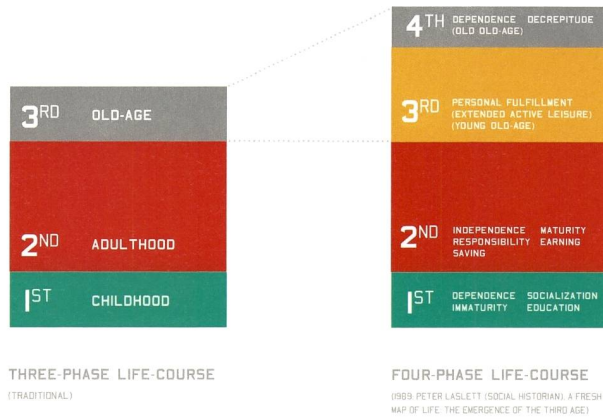 3RD OLD-AGE
2ND ADULTHOOD
1ST CHILDHOOD
THREE-PHASE LIFE-COURSE
(TRADITIONAL)
4TH DEPENDENCE DECREPITUDE
(OLD OLD-AGE)
3RD PERSONAL FULFILLMENT
(EXTENDED ACTIVE LEISURE)
(YOUNG OLD-AGE)
2ND INDEPENDENCE MATURITY
RESPONSIBILITY EARNING
SAVING
1ST DEPENDENCE SOCIALIZATION
IMMATURITY EDUCATION
FOUR-PHASE LIFE-COURSE
(1989, PETER LASLETT (SOCIAL HISTORIAN), A FRESH
MAP OF LIFE: THE EMERGENCE OF THE THIRD AGE)